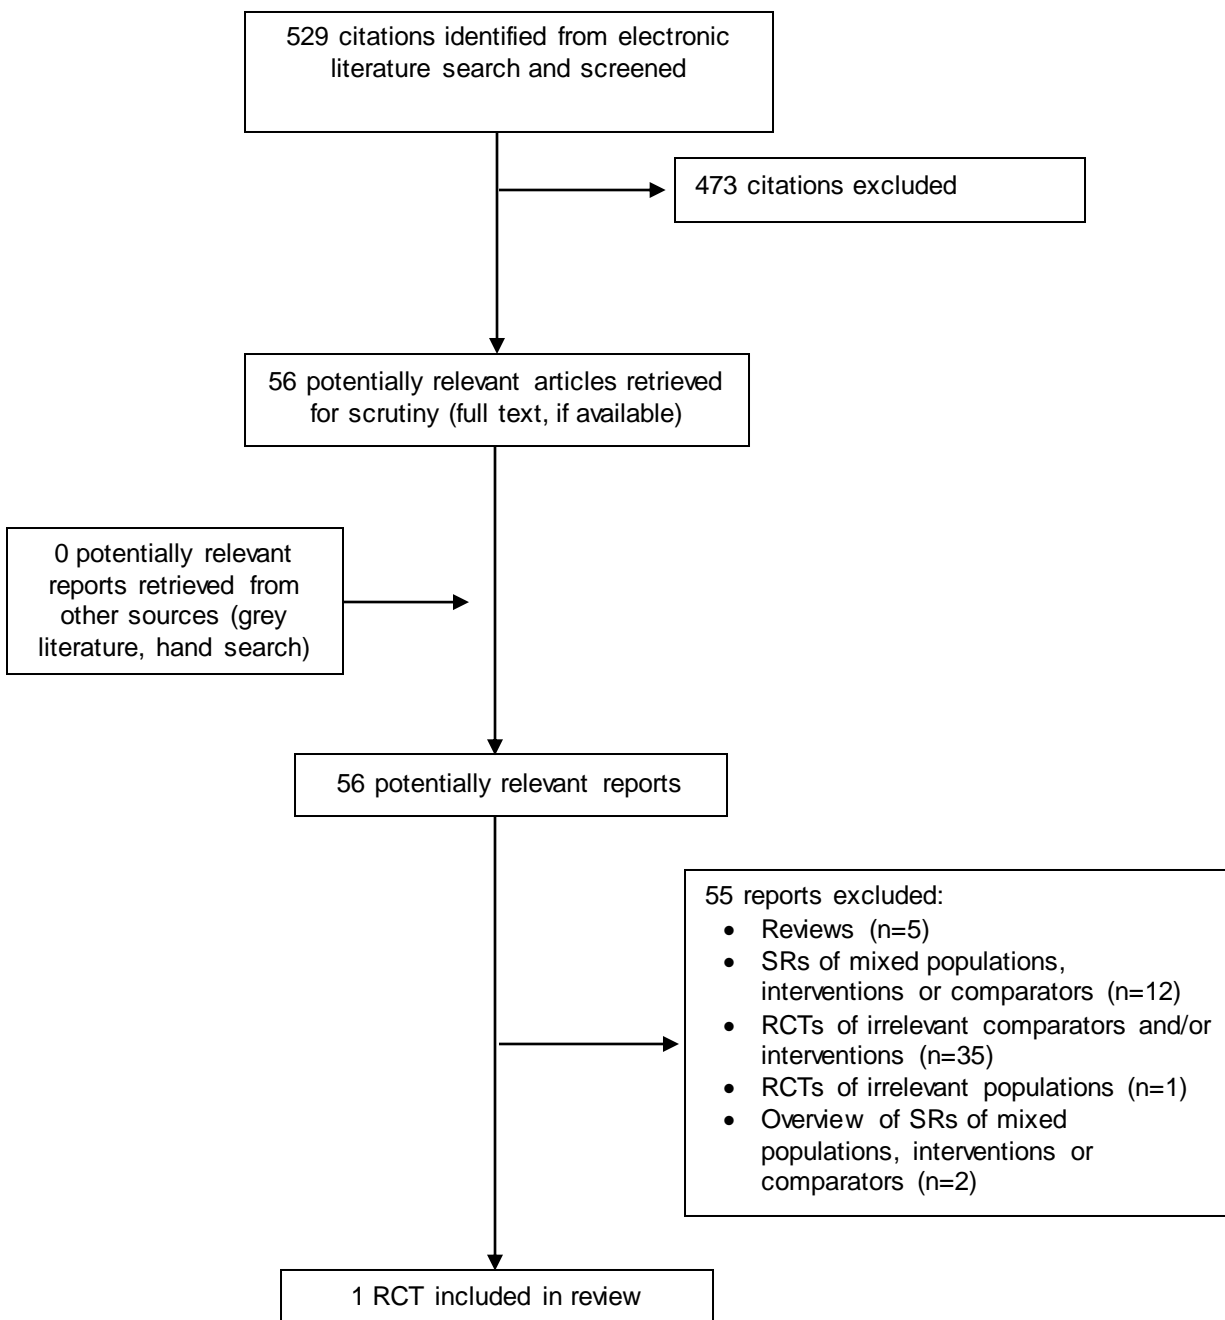 529 citations identified from electronic
literature search and screened
473 citations excluded
56 potentially relevant articles retrieved
for scrutiny (full text, if available)
0 potentially relevant
reports retrieved from
other sources (grey
literature, hand search)
56 potentially relevant reports
55 reports excluded:
• Reviews (n=5)
• SRs of mixed populations,
interventions or comparators (n=12)
• RCTs of irrelevant comparators and/or
interventions (n=35)
• RCTs of irrelevant populations (n=1)
• Overview of SRs of mixed
populations, interventions or
comparators (n=2)
1 RCT included in review